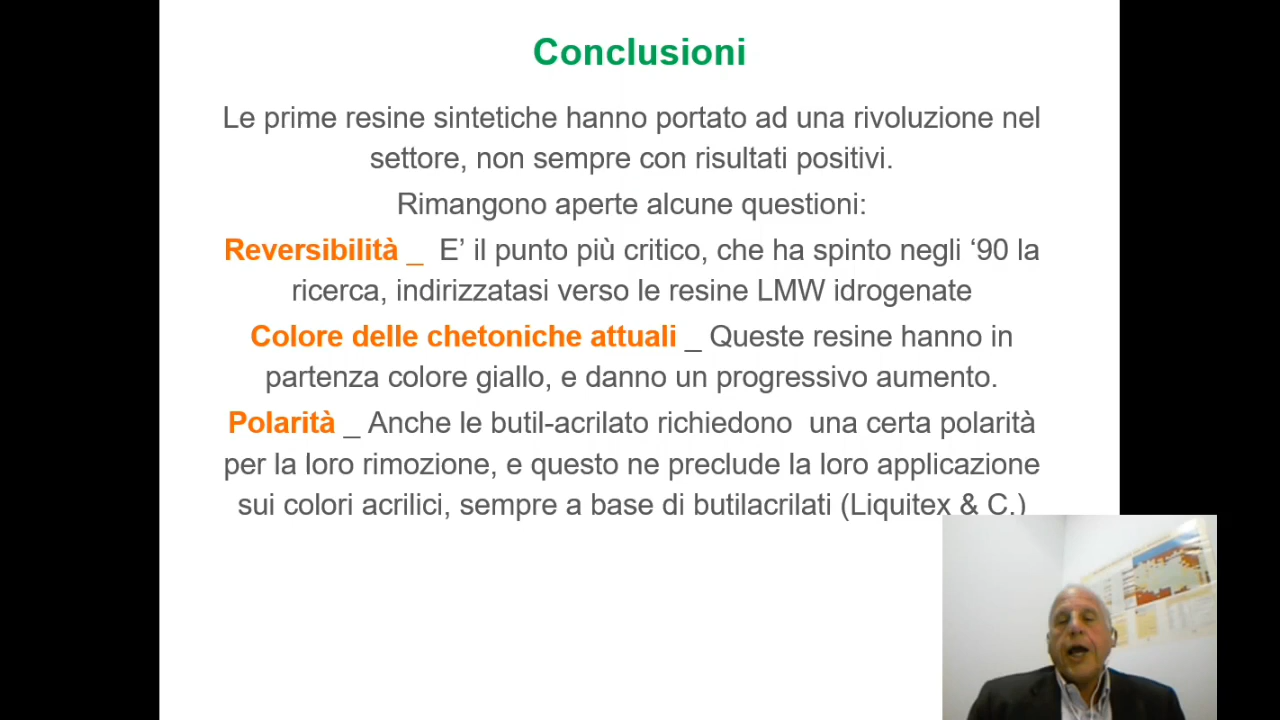 Conclusioni
Le prime resine sintetiche hanno portato ad una rivoluzione nel
settore, non sempre con risultati positivi.
Rimangono aperte alcune questioni:
Reversibilità _  E’ il punto più critico, che ha spinto negli ‘90 la
ricerca, indirizzatasi verso le resine LMW idrogenate
Colore delle chetoniche attuali _ Queste resine hanno in
partenza colore giallo, e danno un progressivo aumento.
Polarità _ Anche le butil-acrilato richiedono  una certa polarità
per la loro rimozione, e questo ne preclude la loro applicazione
sui colori acrilici, sempre a base di butilacrilati (Liquitex & C.)